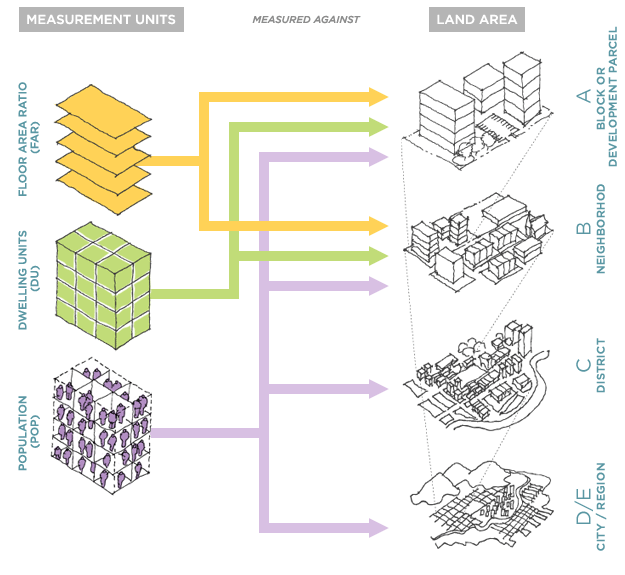 MEASUREMENT UNITS
MEASURED AGAINST
LAND AREA
FLOOR AREA RATIO
(FAR)
DWELLING UNITS
(DU)
POPULATION
(POP)
A
BLOCK OR
DEVELOPMENT PARCEL
B
NEIGHBORHOD
C
DISTRICT
D/E
CITY / REGION